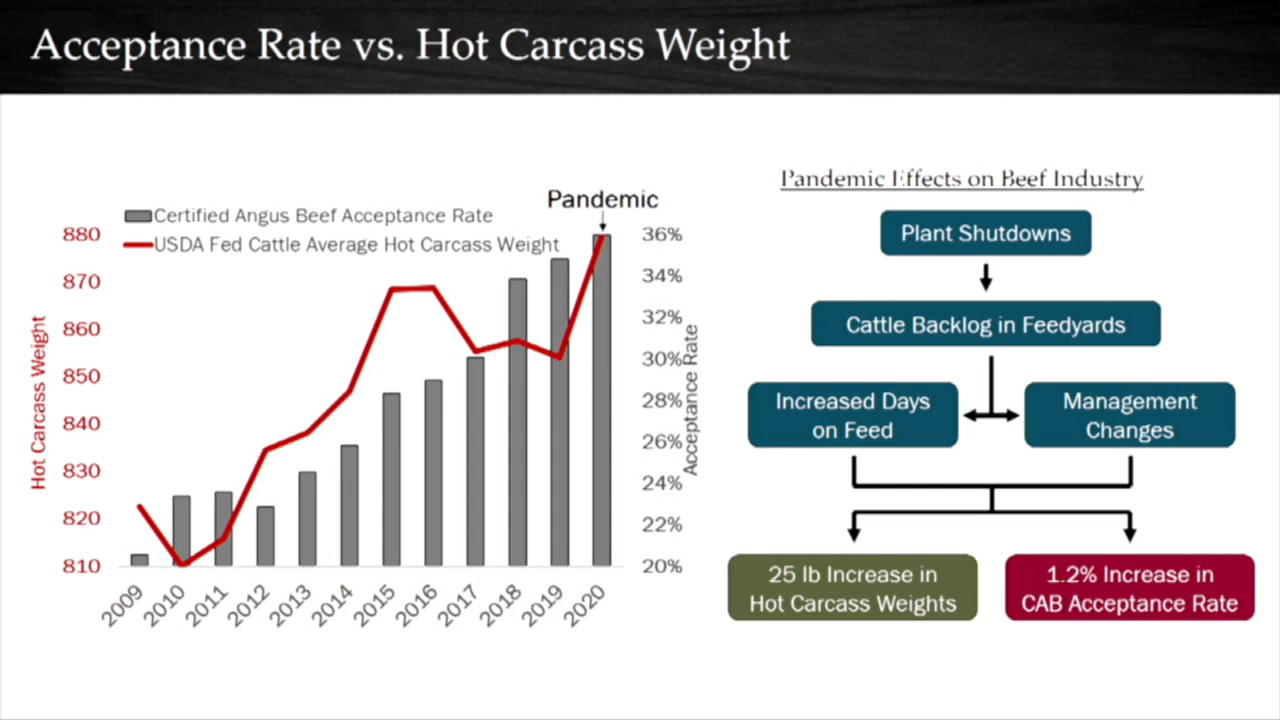 Acceptance Rate vs. Hot Carcass Weight
Pandemic
Certified Angus Beef Acceptance Rate
USDA Fed Cattle Average Hot Carcass Weight
Hot Carcass Weight
880
870
860
850
840
830
820
810
36%
34%
32%
30%
28%
26%
24%
22%
20%
Acceptance Rate
2009
2010
2011
2012
2013
2014
2015
2016
2017
2018
2019
2020
Pandemic Effects on Beef Industry
Plant Shutdowns
Cattle Backlog in Feedyards
Increased Days
on Feed
Management
Changes
25 lb Increase in
Hot Carcass Weights
1.2% Increase in
CAB Acceptance Rate